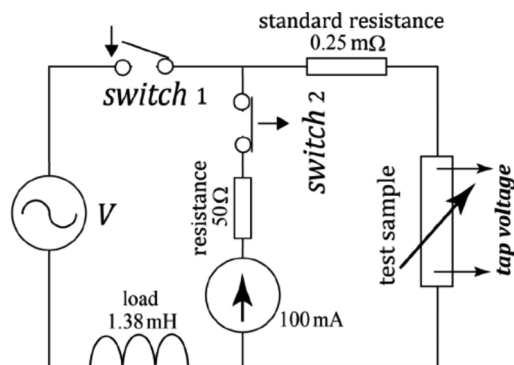 standard resistance
0.25 mΩ
switch 1
switch 2
resistance
50 Ω
V
test sample
tap voltage
load
1.38 mH
100 mA